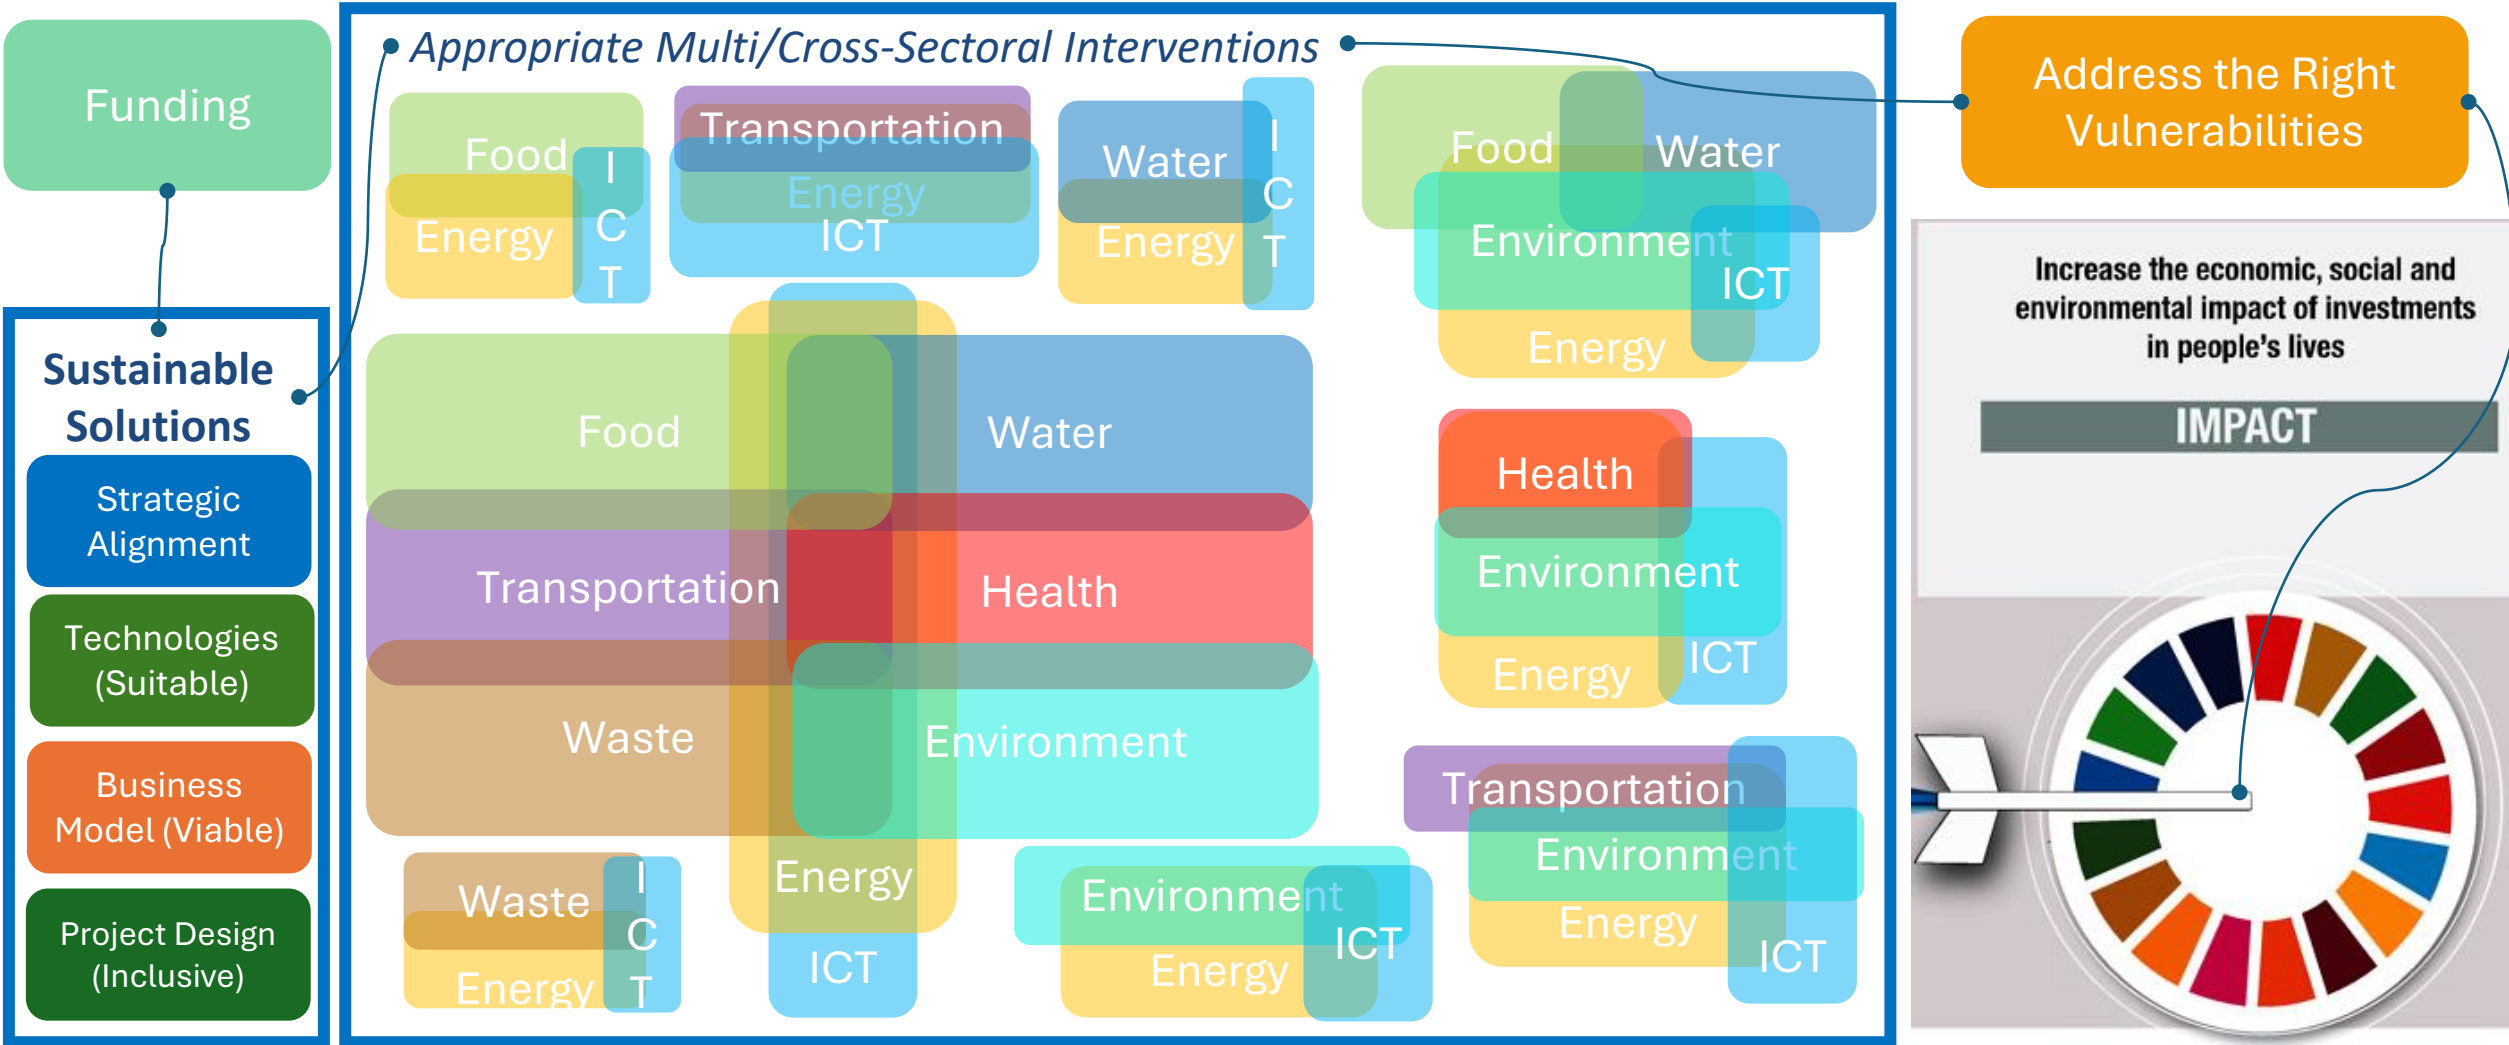 Funding
Sustainable
Solutions
Strategic
Alignment
Technologies
(Suitable)
Business
Model (Viable)
Project Design
(Inclusive)
Appropriate Multi/Cross-Sectoral Interventions
Food
Energy
ICT
Transportation
Energy
ICT
Water
Energy
ICT
Food
Water
Environment
ICT
Energy
Food
Water
Transportation
Health
Waste
Environment
Energy
ICT
Health
Environment
Energy
ICT
Waste
Energy
ICT
Environment
ICT
Energy
Transportation
Environment
Energy
ICT
Address the Right
Vulnerabilities
Increase the economic, social and
environmental impact of investments
in people's lives
IMPACT